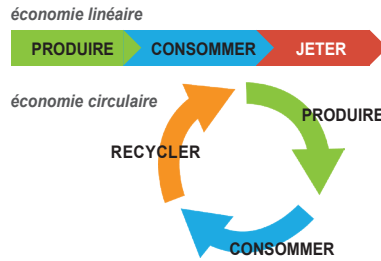 économie linéaire
PRODUIRE CONSOMMER JETER
économie circulaire
PRODUIRE
RECYCLER
CONSOMMER